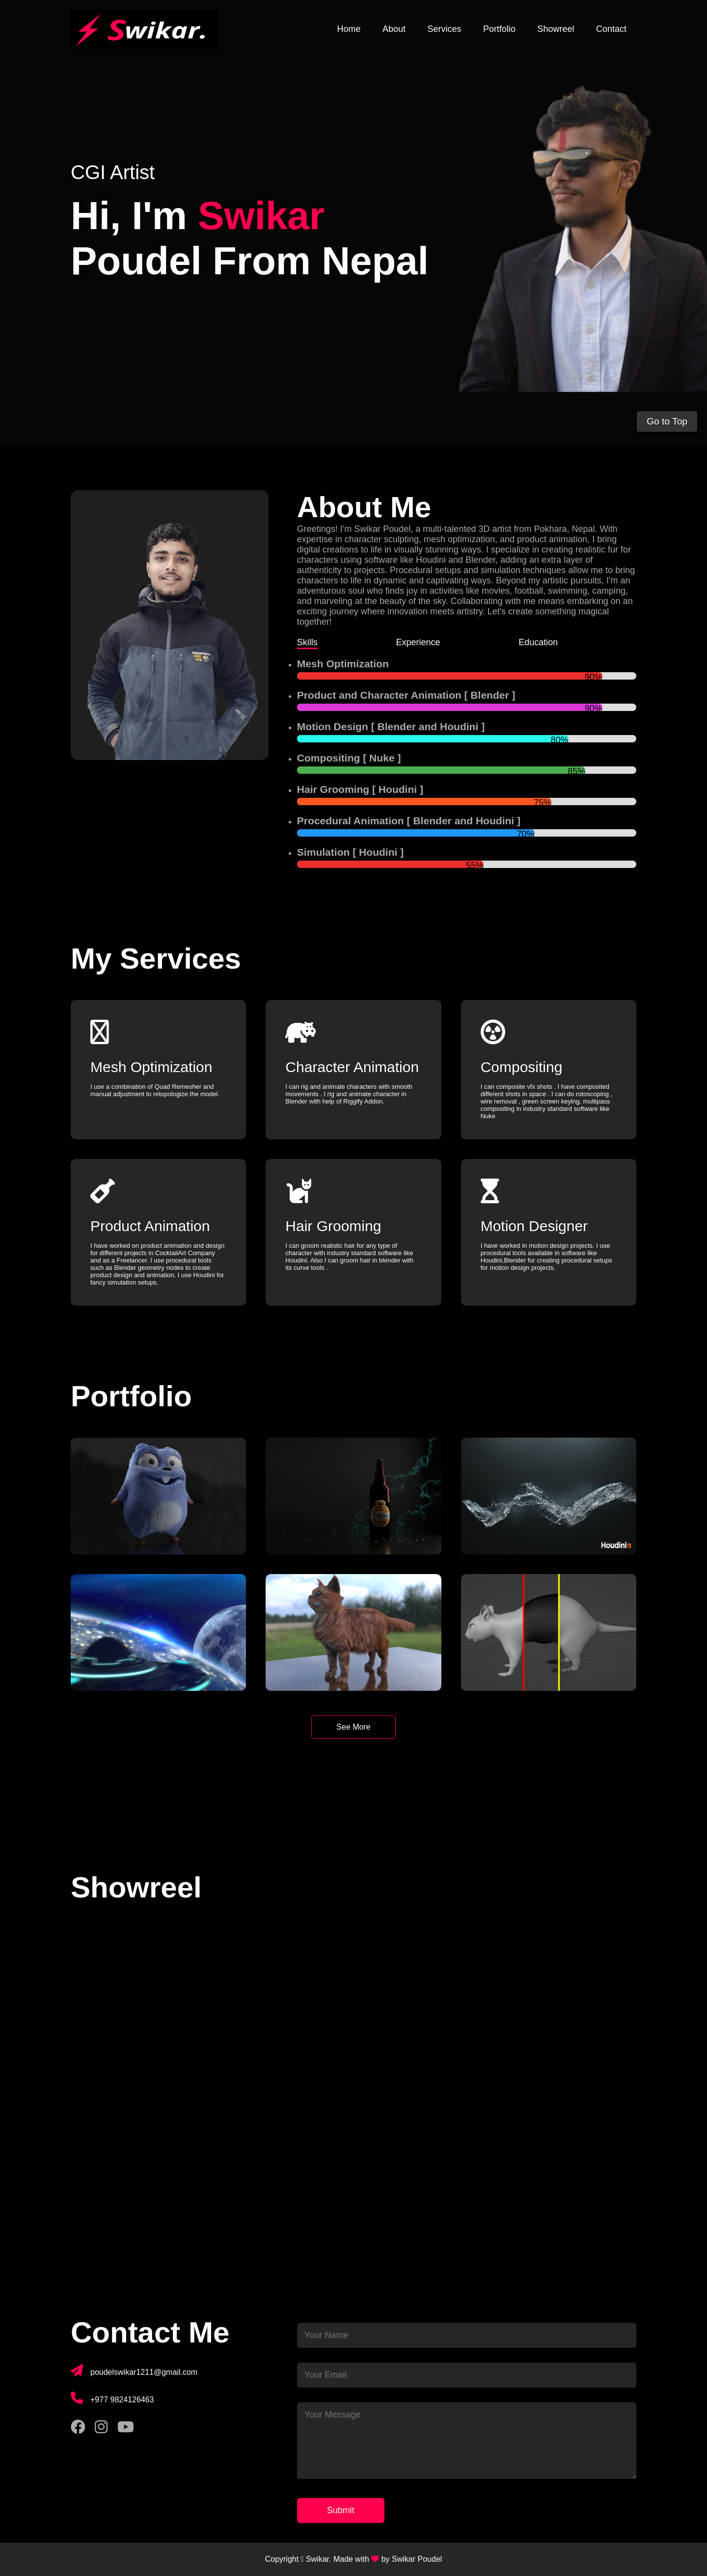 Swikar.
Home About Services Portfolio Showreel Contact
CGI Artist
Hi, I'm Swikar
Poudel From Nepal
Go to Top
About Me
Greetings! I'm Swikar Poudel, a multi-talented 3D artist from Pokhara, Nepal. With
expertise in character sculpting, mesh optimization, and product animation, I bring
digital creations to life in visually stunning ways. I specialize in creating realistic fur for
characters using software like Houdini and Blender, adding an extra layer of
authenticity to projects. Procedural setups and simulation techniques allow me to bring
characters to life in dynamic and captivating ways. Beyond my artistic pursuits, I'm an
adventurous soul who finds joy in activities like movies, football, swimming, camping,
and marveling at the beauty of the sky. Collaborating with me means embarking on an
exciting journey where innovation meets artistry. Let's create something magical
together!
Skills Experience Education
Mesh Optimization
90%
Product and Character Animation [ Blender ]
90%
Motion Design [ Blender and Houdini ]
80%
Compositing [ Nuke ]
85%
Hair Grooming [ Houdini ]
75%
Procedural Animation [ Blender and Houdini ]
70%
Simulation [ Houdini ]
55%
My Services
Mesh Optimization
I use a combination of Quad Remesher and
manual adjustment to retopologize the model.
Character Animation
I can rig and animate characters with smooth
movements . I rig and animate character in
Blender with help of Riggify Addon.
Compositing
I can composite vfx shots . I have composited
different shots in space . I can do rotoscoping ,
wire removal , green screen keying, multipass
compositing in industry standard software like
Nuke
Product Animation
I have worked on product animation and design
for different projects in CocktailArt Company
and as a Freelancer. I use procedural tools
such as Blender geometry nodes to create
product design and animation. I use Houdini for
fancy simulation setups.
Hair Grooming
I can groom realistic hair for any type of
character with industry standard software like
Houdini. Also I can groom hair in blender with
its curve tools .
Motion Designer
I have worked in motion design projects. I use
procedural tools available in software like
Houdini,Blender for creating procedural setups
for motion design projects.
Portfolio
Houdini
See More
Showreel
Contact Me
poudelswikar1211@gmail.com
+977 9824126463
Your Name
Your Email
Your Message
Submit
Copyright Swikar. Made with by Swikar Poudel